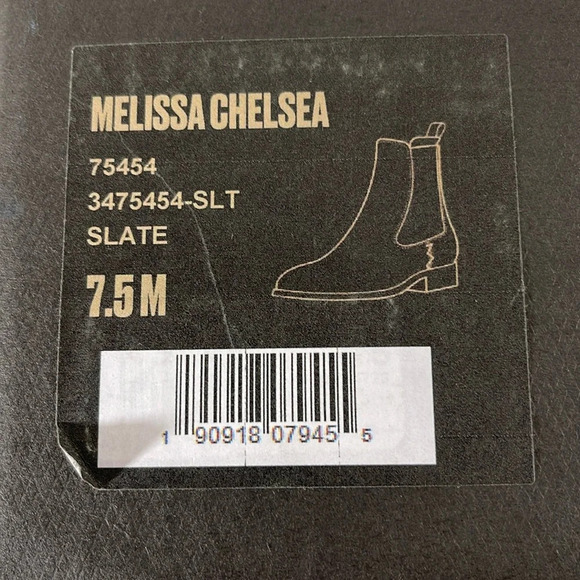 MELISSA CHELSEA
75454
3475454-SLT
SLATE
7.5 M
1 90918 07945 5